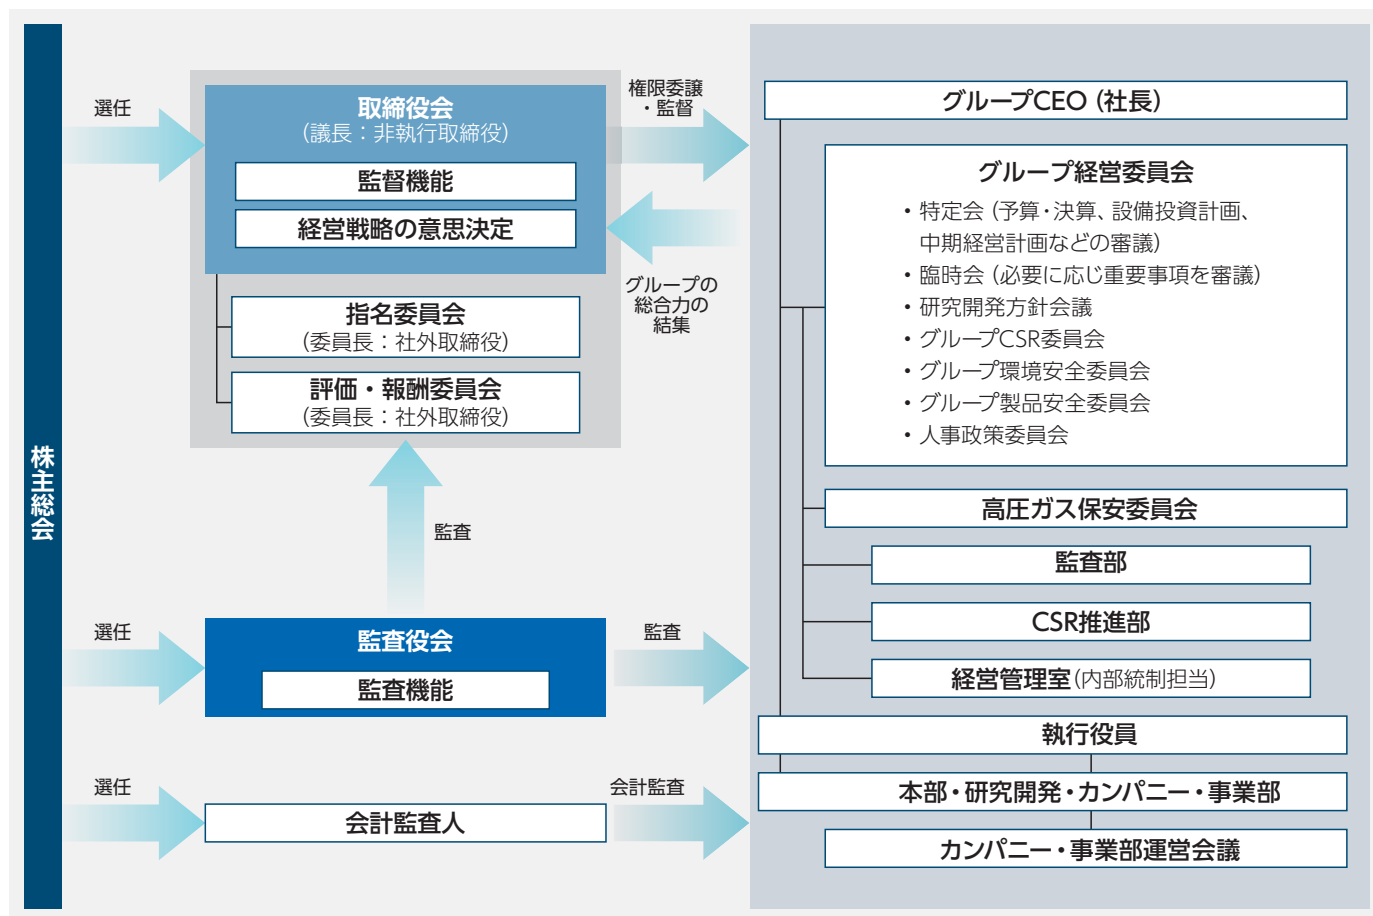 株主総会
選任
取締役会
（議長：非執行取締役）
監督機能
経営戦略の意思決定
指名委員会
（委員長：社外取締役）
評価・報酬委員会
（委員長：社外取締役）
権限委譲
・監督
グループの
総合力の
結集
監査
選任
監査役会
監査機能
監査
選任
会計監査人
会計監査
グループCEO（社長）
グループ経営委員会
・特定会（予算・決算、設備投資計画、
中期経営計画などの審議）
・臨時会（必要に応じ重要事項を審議）
・研究開発方針会議
・グループCSR委員会
・グループ環境安全委員会
・グループ製品安全委員会
・人事政策委員会
高圧ガス保安委員会
監査部
CSR推進部
経営管理室（内部統制担当）
執行役員
本部・研究開発・カンパニー・事業部
カンパニー・事業部運営会議